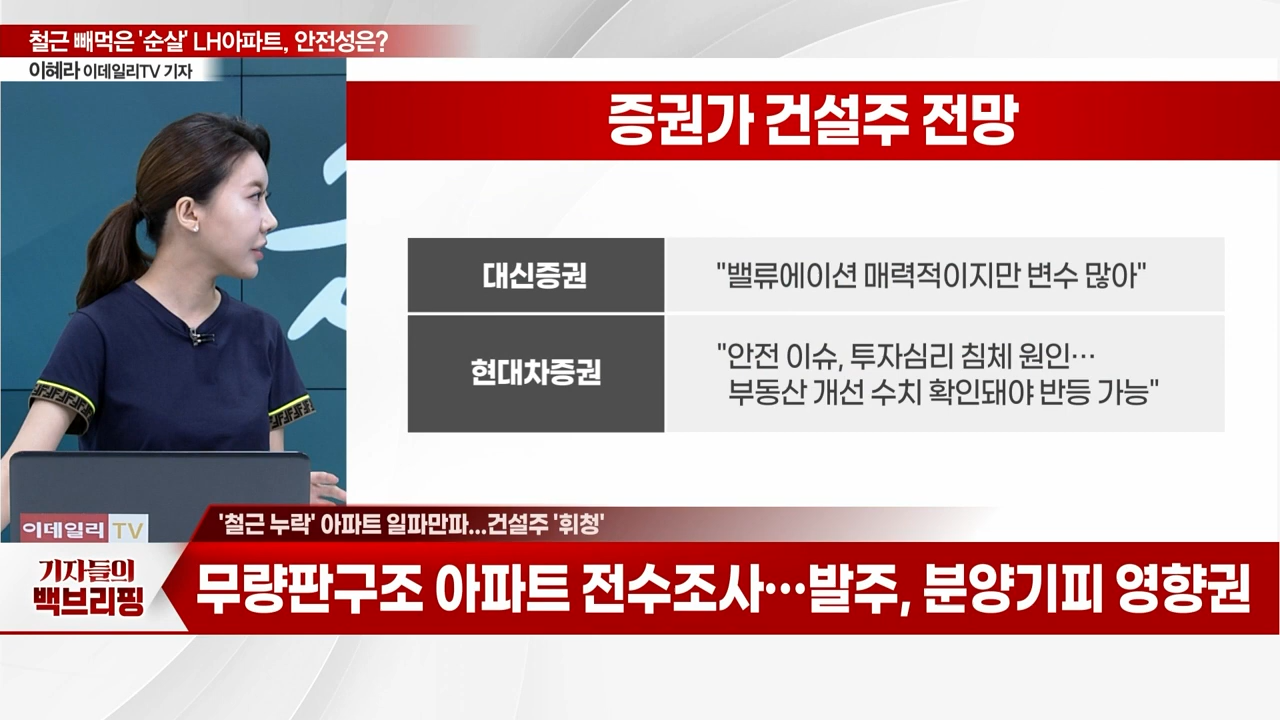 철근 빼먹은 '순살' LH아파트, 안전성은?
이혜라 이데일리TV 기자
증권가 건설주 전망
대신증권
"밸류에이션 매력적이지만 변수 많아"
현대차증권
"안전 이슈, 투자심리 침체 원인…
부동산 개선 수치 확인돼야 반등 가능"
이데일리 TV
'철근 누락' 아파트 일파만파...건설주 '휘청'
기자들의
백브리핑
무량판구조 아파트 전수조사…발주, 분양기피 영향권